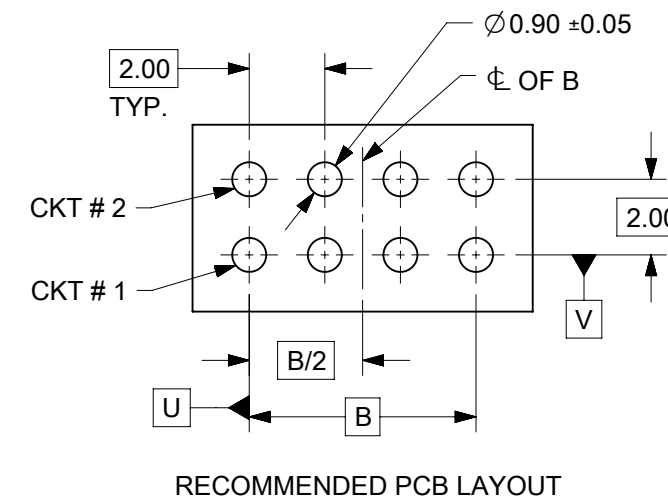 ⌀0.90 ±0.05
2.00
TYP.
℄ OF B
CKT # 2
2.00
CKT # 1
V
B/2
U
B
RECOMMENDED PCB LAYOUT